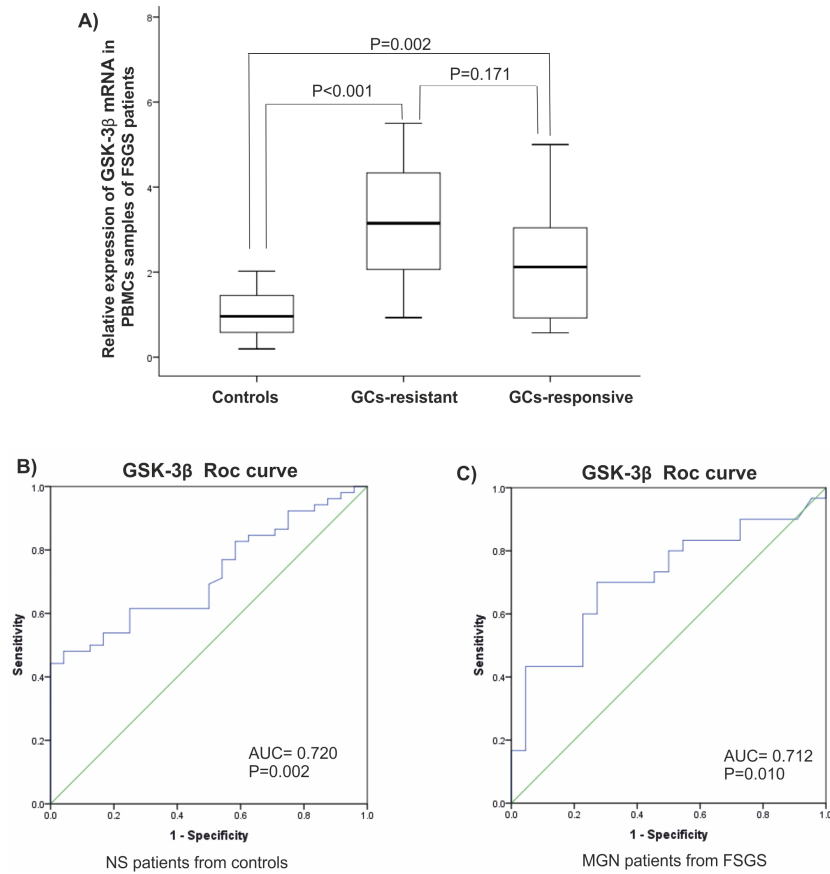 A)
Relative expression of GSK-3β mRNA in
PBMCs samples of FSGS patients
8
6
4
2
0
P=0.002
P<0.001
P=0.171
Controls
GCs-resistant
GCs-responsive
B)
GSK-3β Roc curve
Sensitivity
1.0
0.8
0.6
0.4
0.2
0.0
AUC= 0.720
P=0.002
0.0 0.2 0.4 0.6 0.8 1.0
1 - Specificity
NS patients from controls
C)
GSK-3β Roc curve
Sensitivity
1.0
0.8
0.6
0.4
0.2
0.0
AUC= 0.712
P=0.010
0.0 0.2 0.4 0.6 0.8 1.0
1 - Specificity
MGN patients from FSGS